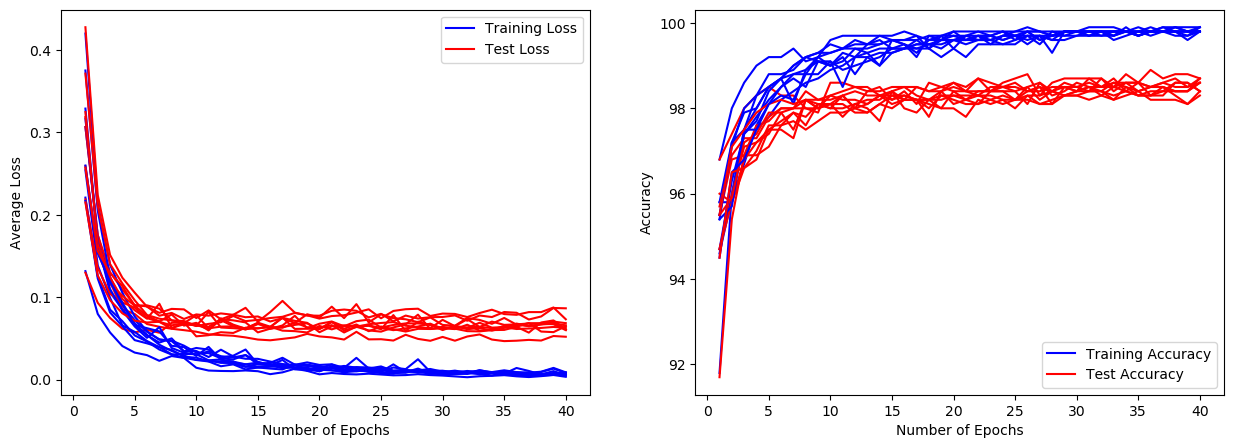 Training Loss
Test Loss
0.4
0.3
0.2
0.1
0.0
Average Loss
0 5 10 15 20 25 30 35 40
Number of Epochs
100
98
96
94
92
Accuracy
Training Accuracy
Test Accuracy
0 5 10 15 20 25 30 35 40
Number of Epochs